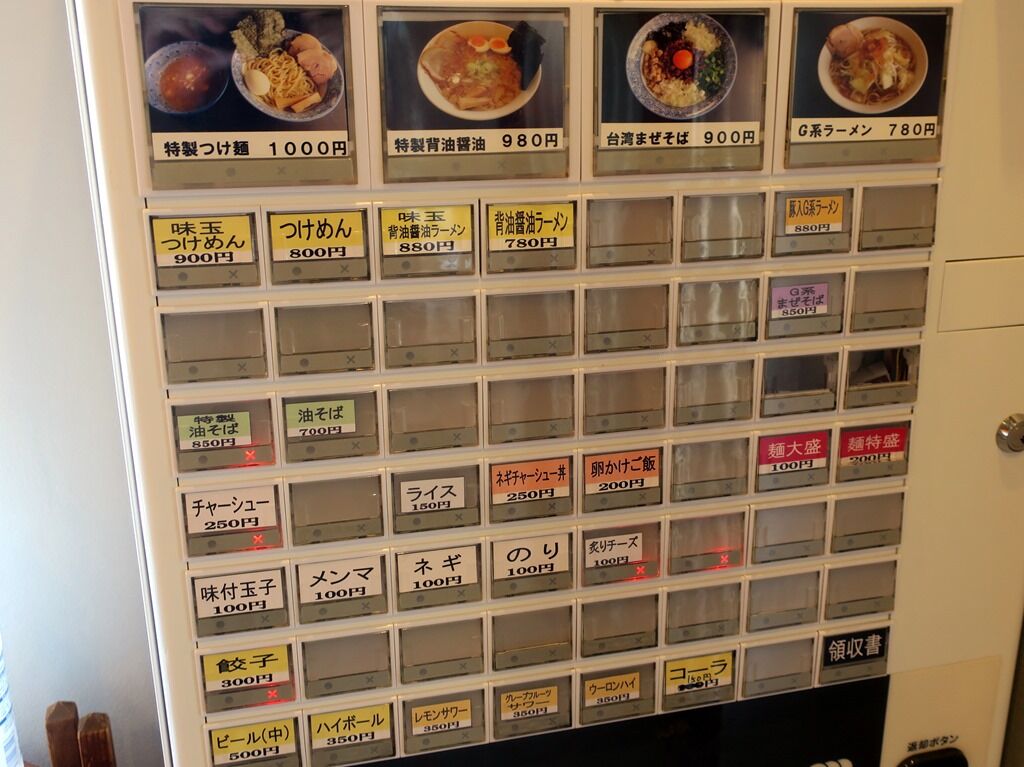 特製つけ麺 1000円
特製背油醤油 980円
台湾まぜそば 900円
G系ラーメン 780円
味玉
つけめん
900円
つけめん
800円
味玉
背油醤油ラーメン
880円
背油醤油ラーメン
780円
豚入G系ラーメン
880円
G系
まぜそば
850円
特製
油そば
850円
油そば
700円
チャーシュー
250円
ライス
150円
ネギチャーシュー丼
250円
卵かけご飯
200円
麺大盛
100円
麺特盛
200円
味付玉子
100円
メンマ
100円
ネギ
100円
のり
100円
炙りチーズ
100円
餃子
300円
領収書
ビール(中)
500円
ハイボール
350円
レモンサワー
350円
グレープフルーツ
サワー
350円
ウーロンハイ
350円
コーラ
150円
返却ボタン